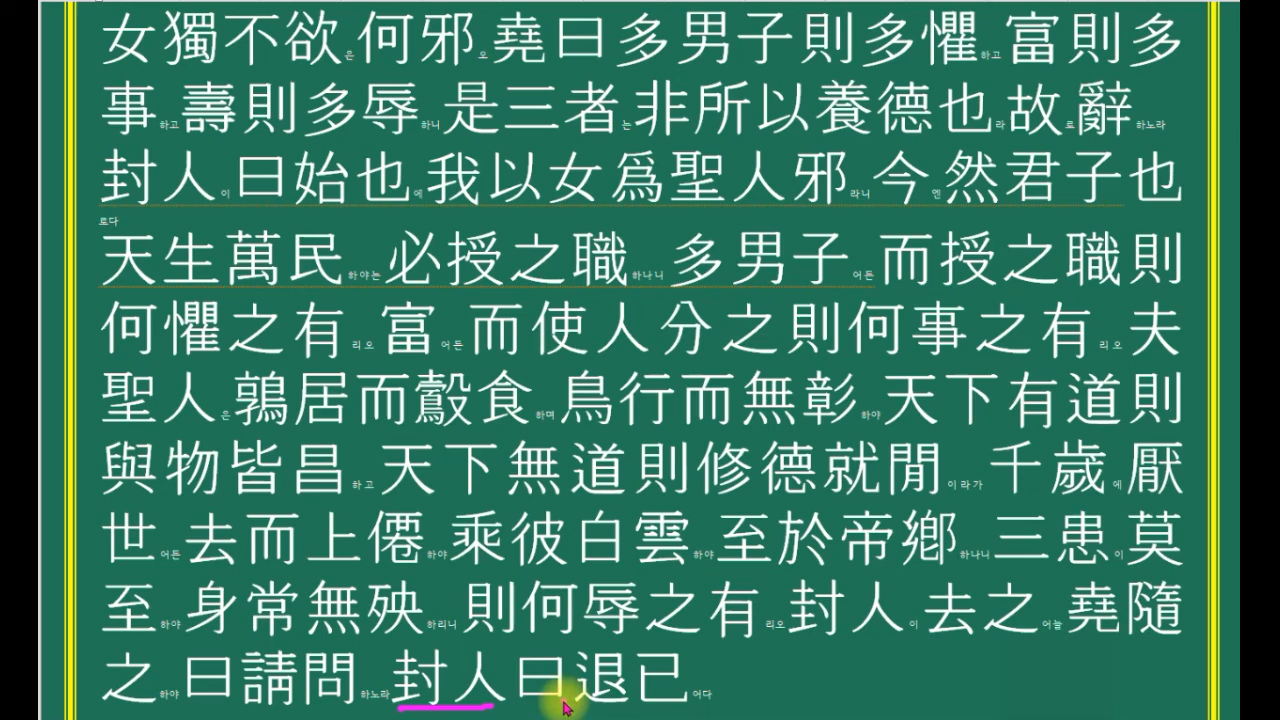 女獨不欲은 何邪오 堯曰多男子則多懼하고 富則多
事하고 壽則多辱하니 是三者는 非所以養德也라 故로 辭하노라
封人이 曰始也에 我以女爲聖人邪라니 今엔 然君子也
로다
天生萬民하야는 必授之職하나니 多男子어든 而授之職則
何懼之有리오 富어든 而使人分之則何事之有리오 夫
聖人은 鶉居而鷇食하며 鳥行而無彰하야 天下有道則
與物皆昌하고 天下無道則修德就閒이라가 千歲에 厭
世어든 去而上僊하야 乘彼白雲하야 至於帝鄉하나니 三患이 莫
至하야 身常無殃하리니 則何辱之有리오 封人이 去之어늘 堯隨
之하야 曰請問하노라 封人曰退已어다